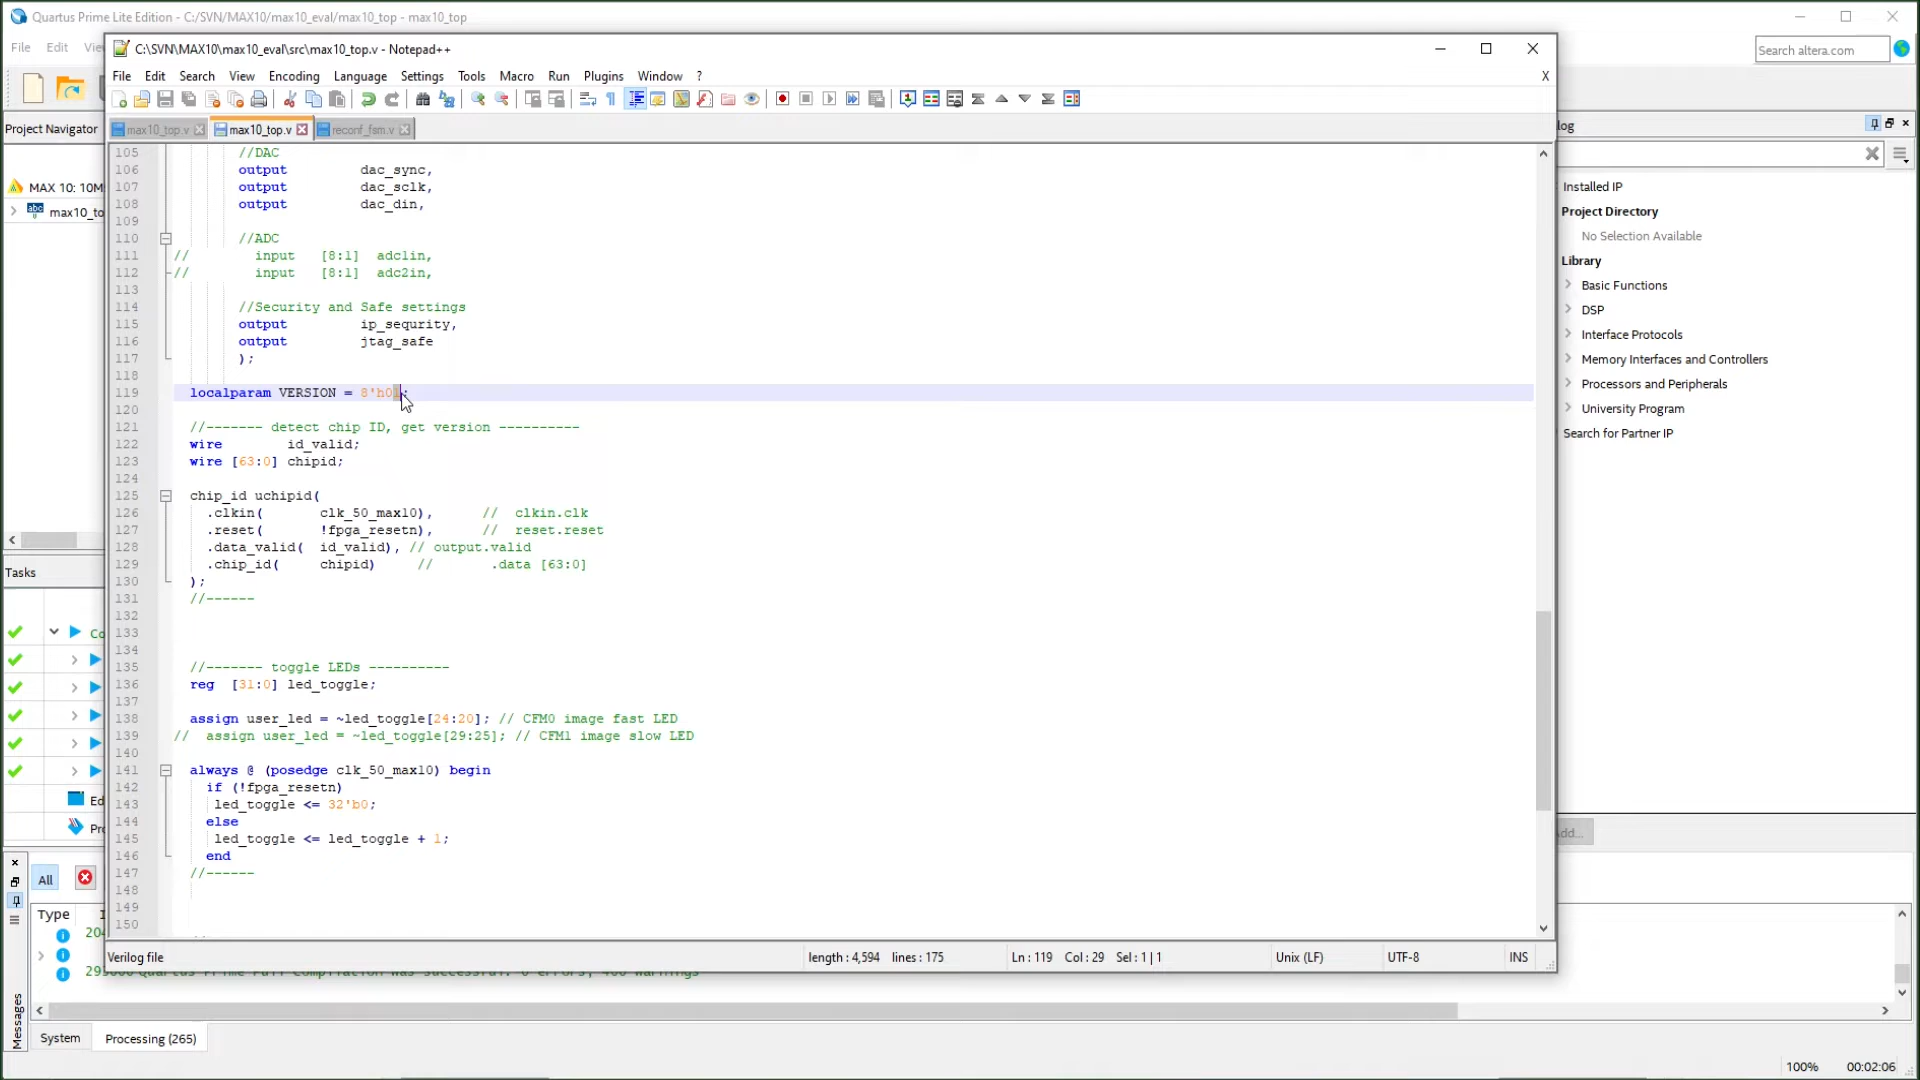 Quartus Prime Lite Edition - C:/SVN/MAX10/max10_eval/max10_top - max10_top
File Edit
Search altera.com
C:\SVN\MAX10\max10_eval\src\max10_top.v - Notepad++
File Edit Search View Encoding Language Settings Tools Macro Run Plugins Window ? X
Project Navigator
max10_top.v max10_top.v reconf_fsm.v
MAX 10: 10M
max10_to
105 //DAC
106 output dac_sync,
107 output dac_sclk,
108 output dac_din,
109
110 //ADC
111 // input [8:1] adc1in,
112 // input [8:1] adc2in,
113
114 //Security and Safe settings
115 output ip_sequrity,
116 output jtag_safe
117 );
118
119 localparam VERSION = 8'h0
120
121 //------- detect chip ID, get version ----------
122 wire id_valid;
123 wire [63:0] chipid;
124
125 chip_id uchipid(
126 .clkin( clk_50_max10), // clkin.clk
127 .reset( !fpga_resetn), // reset.reset
128 .data_valid( id_valid), // output.valid
129 .chip_id( chipid) // .data [63:0]
130 );
131 //------
132
133
134
135 //------- toggle LEDs ----------
136 reg [31:0] led_toggle;
137
138 assign user_led = ~led_toggle[24:20]; // CFM0 image fast LED
139 // assign user_led = ~led_toggle[29:25]; // CFM1 image slow LED
140
141 always @ (posedge clk_50_max10) begin
142 if (!fpga_resetn)
143 led_toggle <= 32'b0;
144 else
145 led_toggle <= led_toggle + 1;
146 end
147 //------
148
149
150
Verilog file length : 4,594 lines : 175 Ln : 119 Col : 29 Sel : 1 | 1 Unix (LF) UTF-8 INS
log
Installed IP
Project Directory
No Selection Available
Library
Basic Functions
DSP
Interface Protocols
Memory Interfaces and Controllers
Processors and Peripherals
University Program
Search for Partner IP
Tasks
Co
Ed
Pro
All
Type
204
Messages
System Processing (265)
100% 00:02:06